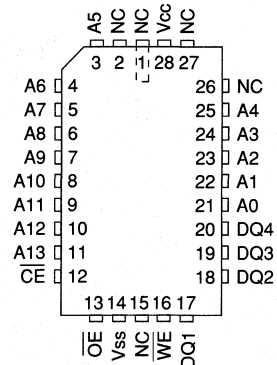 A5 NC NC Vcc NC
3 2 1 28 27
A6 4 26 NC
A7 5 25 A4
A8 6 24 A3
A9 7 23 A2
A10 8 22 A1
A11 9 21 A0
A12 10 20 DQ4
A13 11 19 DQ3
CE 12 18 DQ2
13 14 15 16 17
OE Vss NC WE DQ1